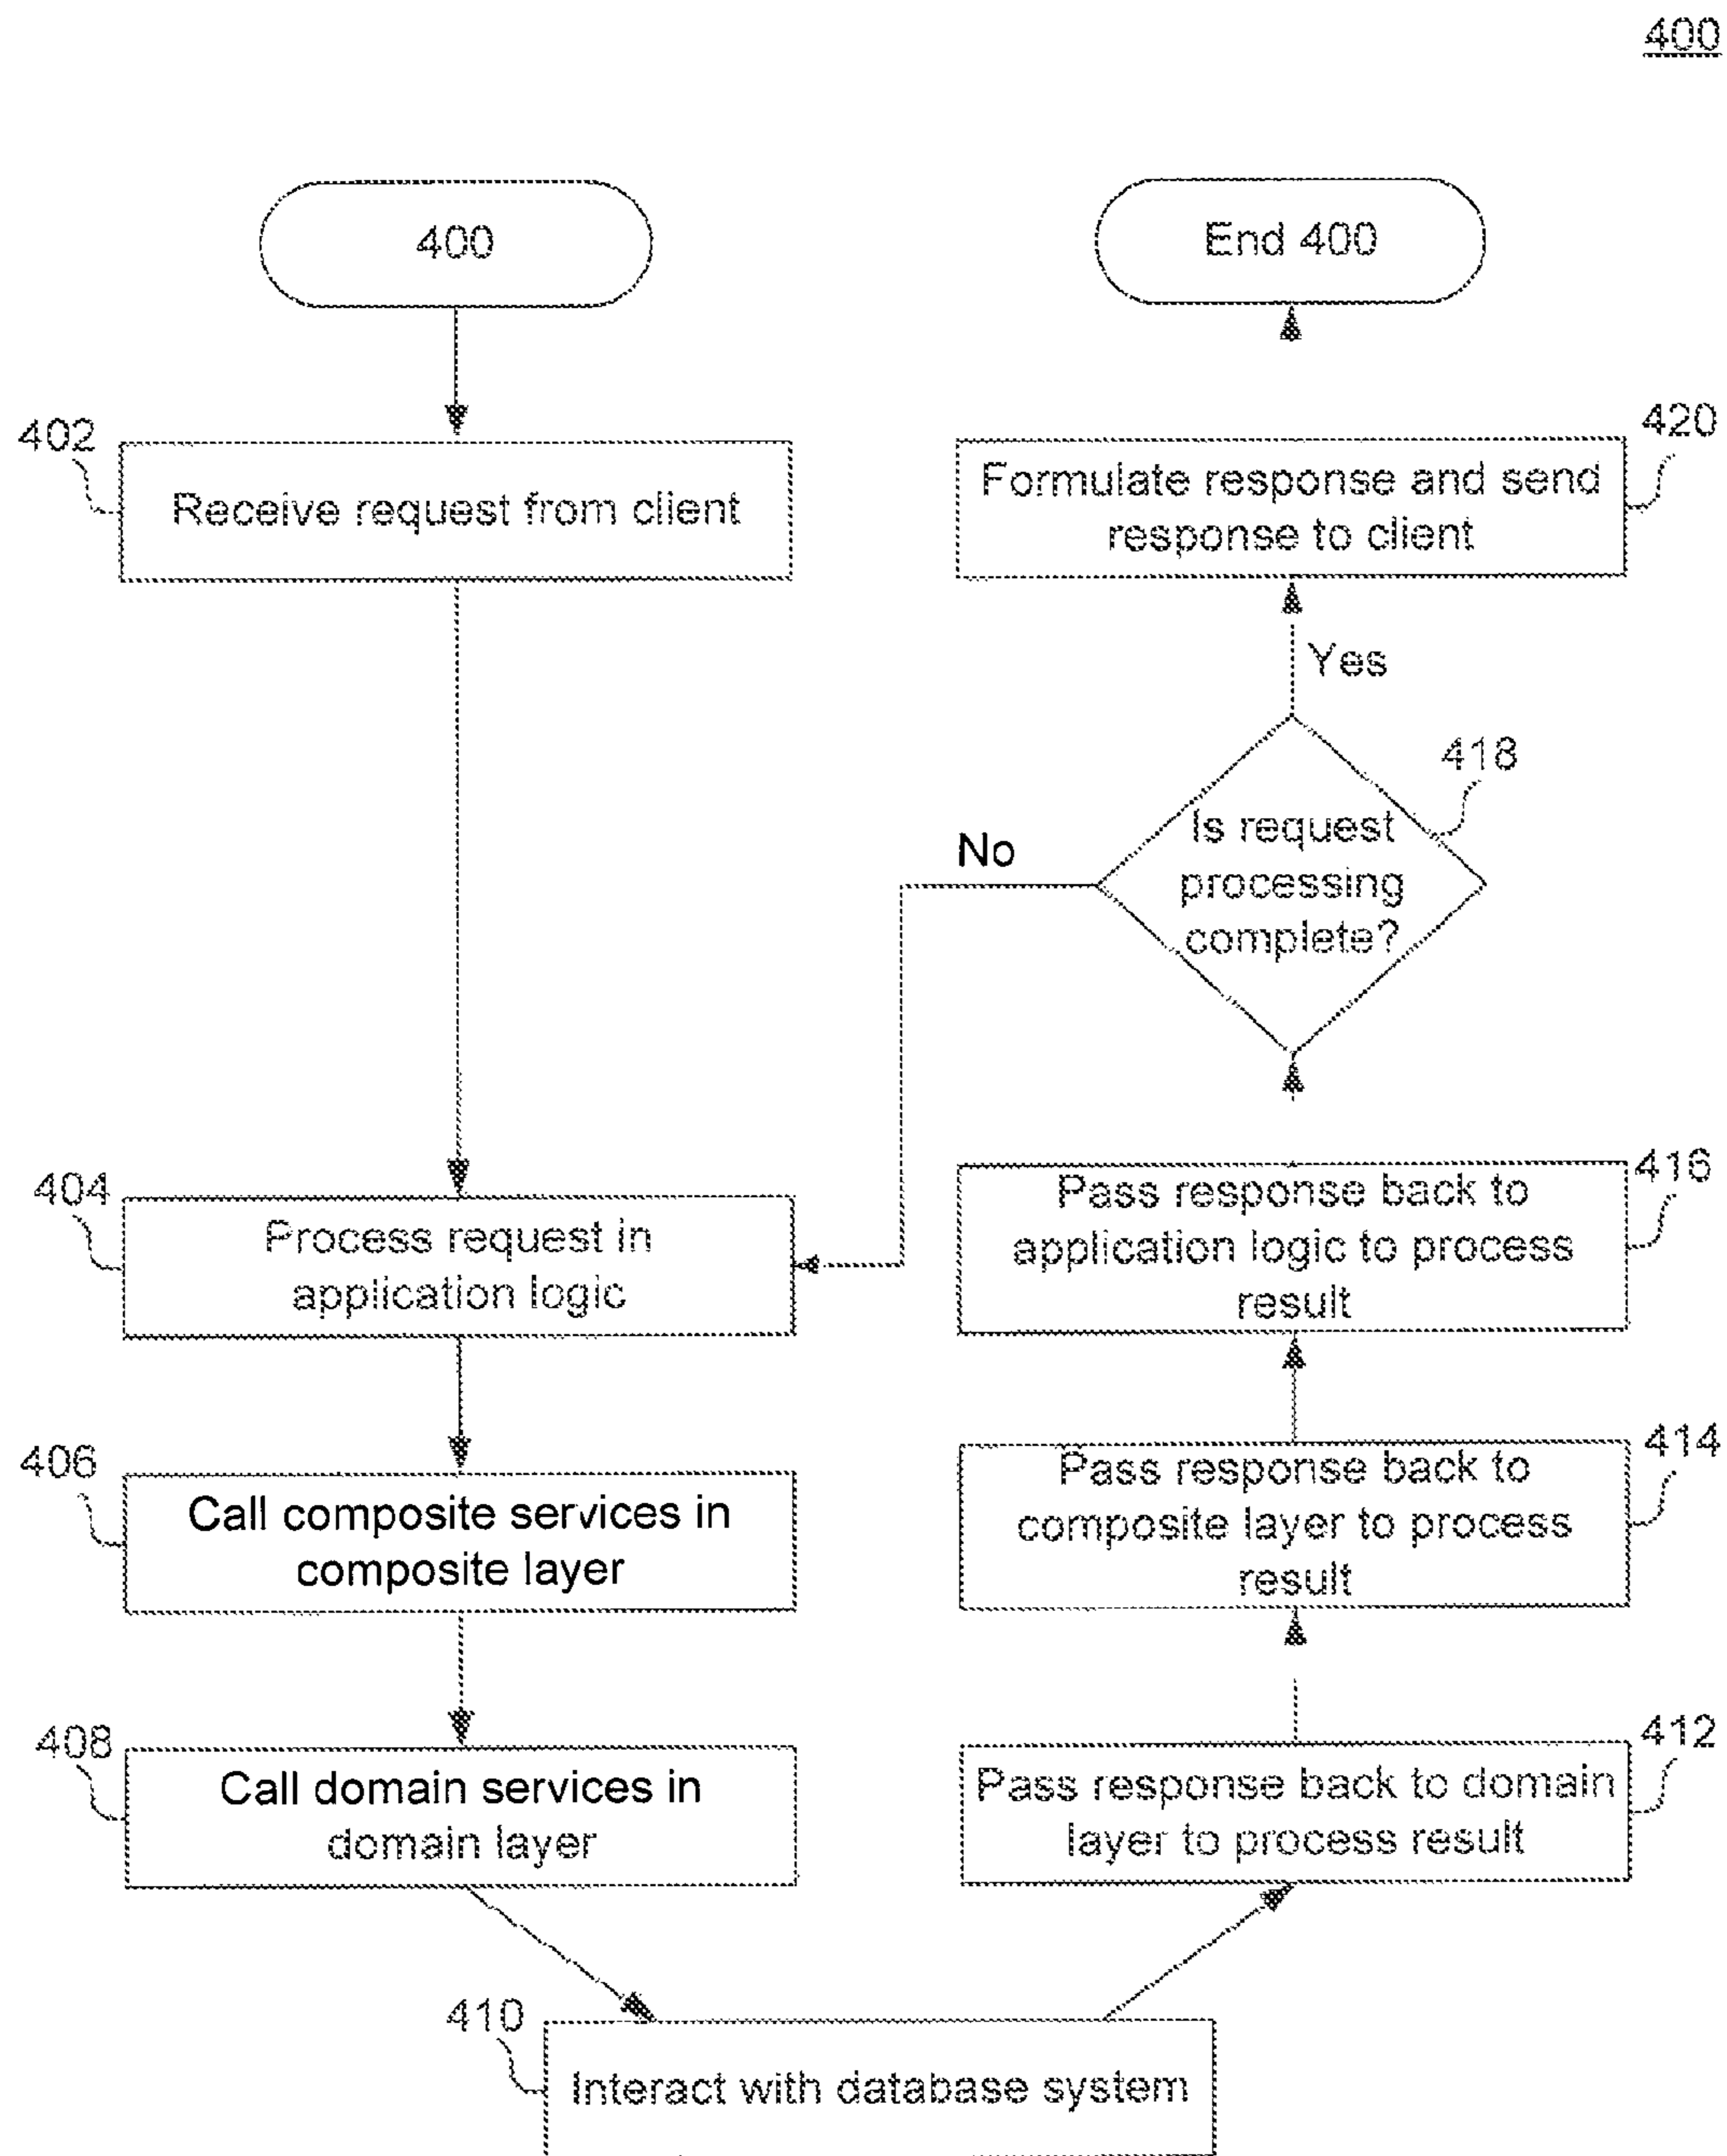 400
400
End 400
402
Receive request from client
420
Formulate response and send
response to client
Yes
418
Is request
processing
complete?
No
404
Process request in
application logic
416
Pass response back to
application logic to process
result
406
Call composite services in
composite layer
414
Pass response back to
composite layer to process
result
408
Call domain services in
domain layer
412
Pass response back to domain
layer to process result
410
Interact with database system